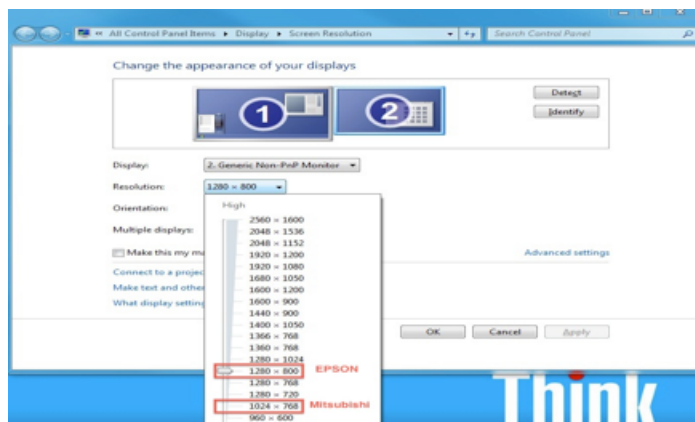 All Control Panel Items ▸ Display ▸ Screen Resolution
Search Control Panel
Change the appearance of your displays
1
2
Detect
Identify
Display:
2. Generic Non-PnP Monitor
Resolution:
1280 × 800
Orientation:
High
Multiple displays:
2560 × 1600
2048 × 1536
2048 × 1152
Make this my ma
1920 × 1200
Advanced settings
1920 × 1080
Connect to a projec
1680 × 1050
Make text and other
1600 × 1200
What display setting
1600 × 900
1440 × 900
1400 × 1050
OK
Cancel
Apply
1366 × 768
1360 × 768
1280 × 1024
1280 × 800 EPSON
1280 × 768
1280 × 720
1024 × 768 Mitsubishi
960 × 600
Think